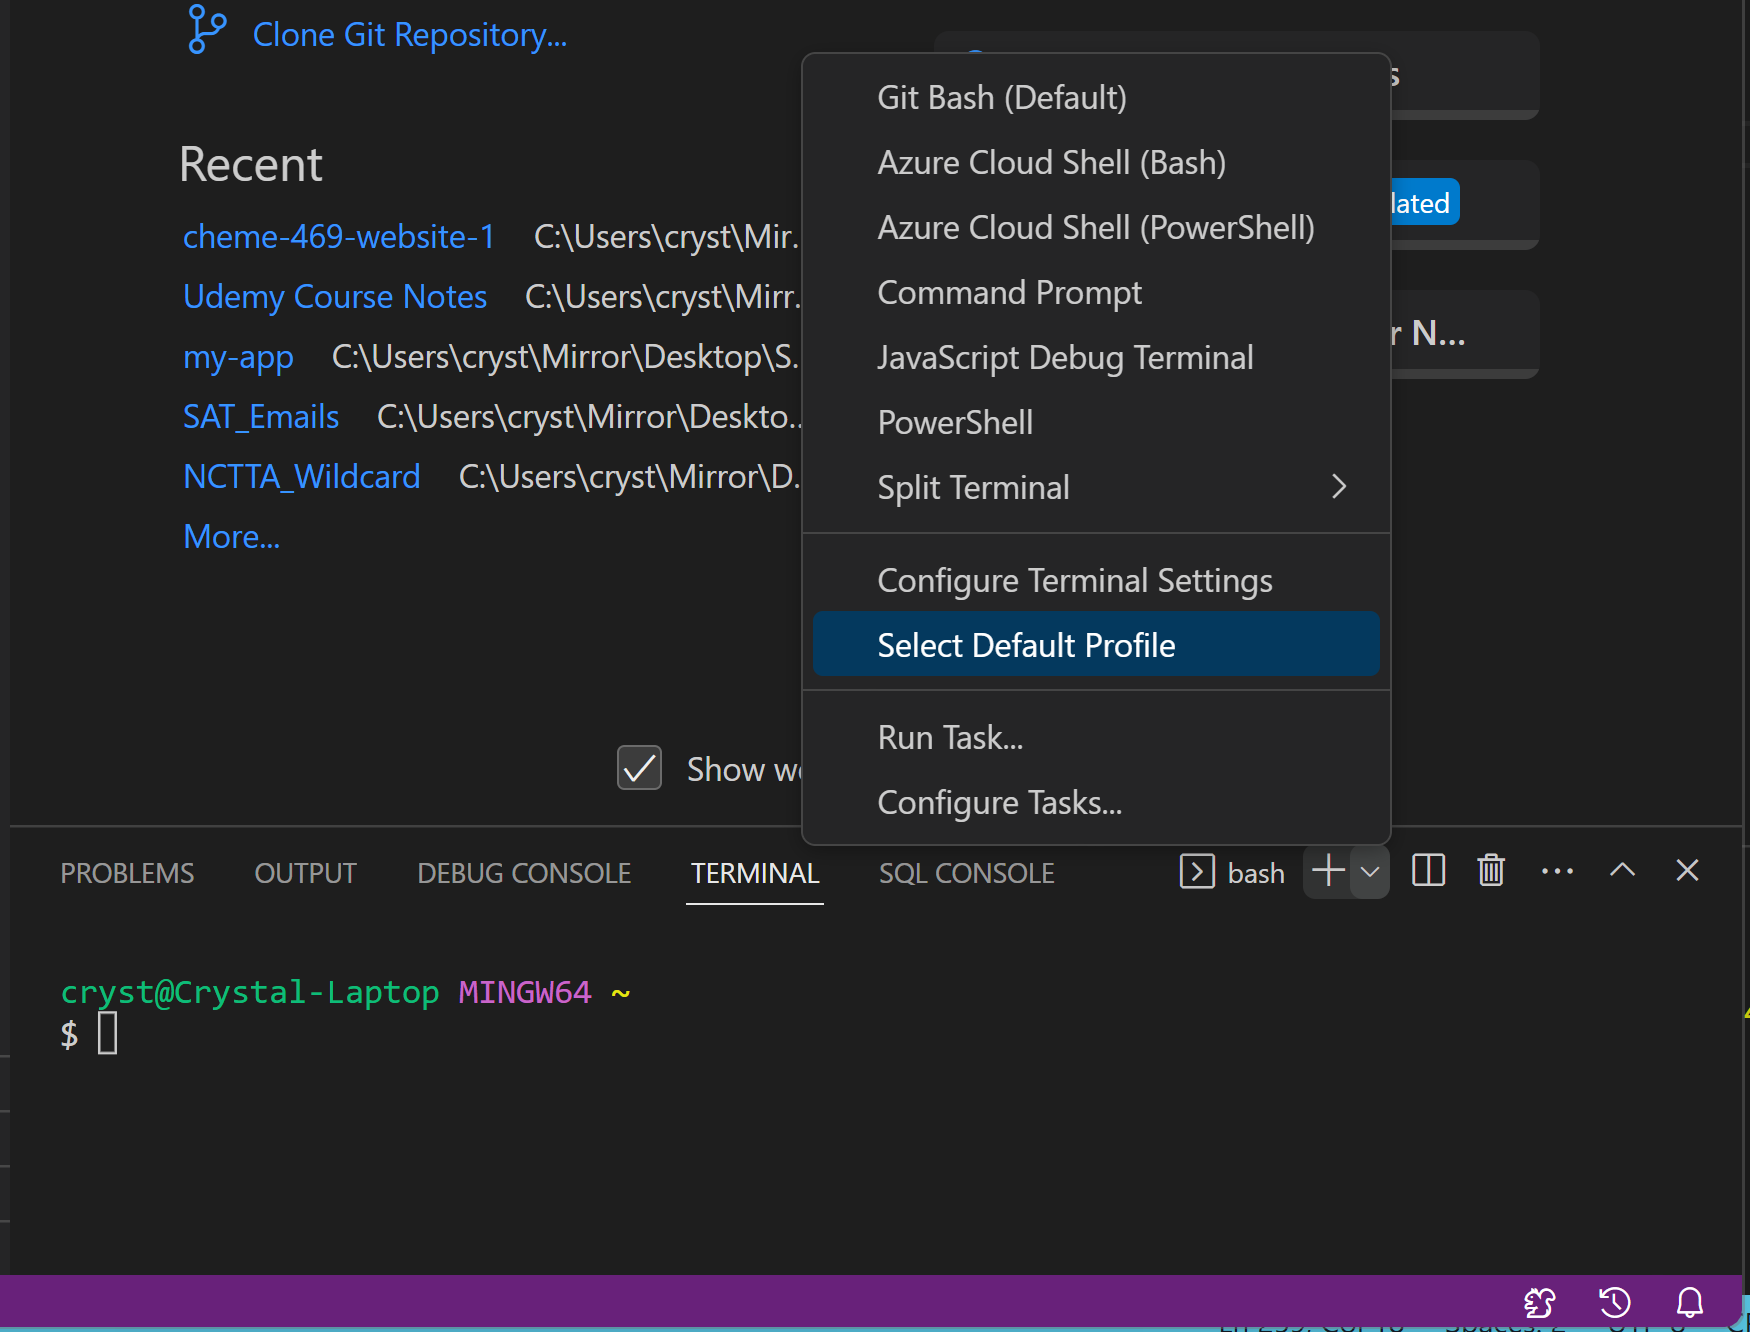 Clone Git Repository...
Recent
cheme-469-website-1 C:\Users\cryst\Mir.
Udemy Course Notes C:\Users\cryst\Mirr.
my-app C:\Users\cryst\Mirror\Desktop\S.
SAT_Emails C:\Users\cryst\Mirror\Deskto..
NCTTA_Wildcard C:\Users\cryst\Mirror\D.
More...
Show
Git Bash (Default)
Azure Cloud Shell (Bash)
Azure Cloud Shell (PowerShell)
Command Prompt
JavaScript Debug Terminal
PowerShell
Split Terminal
Configure Terminal Settings
Select Default Profile
Run Task...
Configure Tasks...
lated
r N...
PROBLEMS OUTPUT DEBUG CONSOLE TERMINAL SQL CONSOLE bash
cryst@Crystal-Laptop MINGW64 ~
$